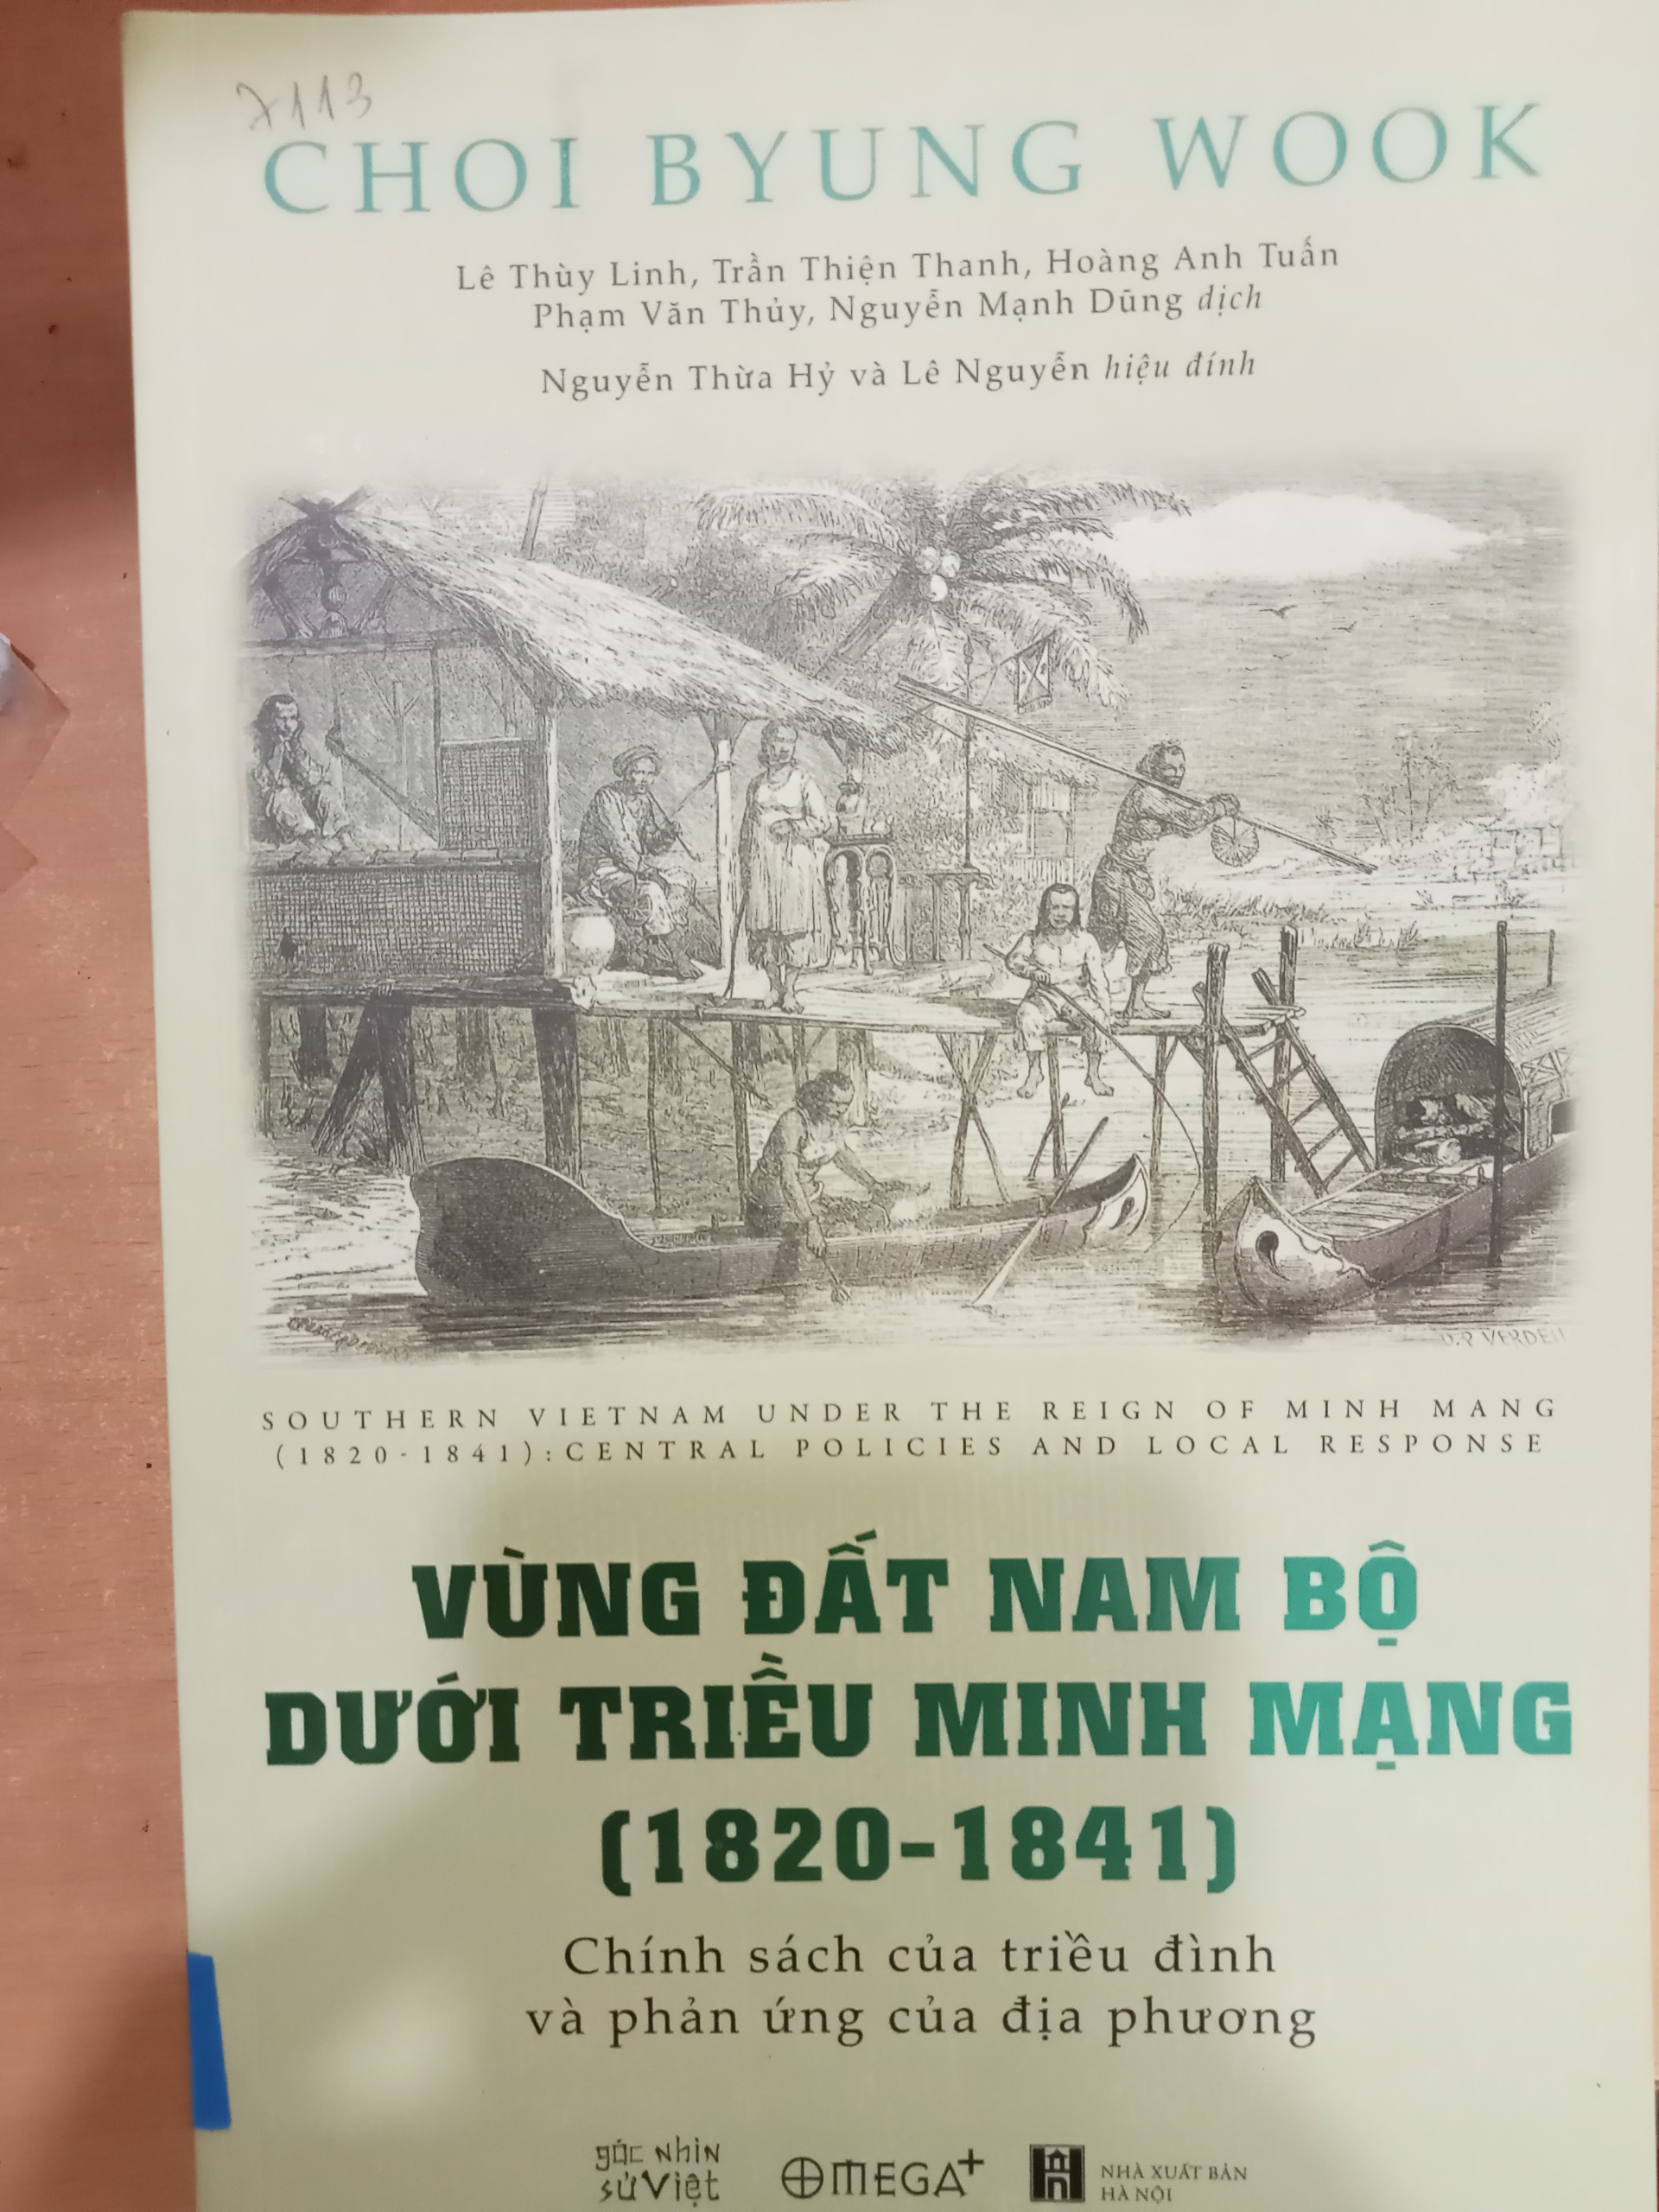 7113
CHOI BYUNG WOOK
Lê Thùy Linh, Trần Thiện Thanh, Hoàng Anh Tuấn
Phạm Văn Thủy, Nguyễn Mạnh Dũng dịch
Nguyễn Thừa Hỷ và Lê Nguyễn hiệu đính
SOUTHERN VIETNAM UNDER THE REIGN OF MINH MANG
(1820-1841): CENTRAL POLICIES AND LOCAL RESPONSE
VÙNG ĐẤT NAM BỘ
DƯỚI TRIỀU MINH MẠNG
(1820-1841)
Chính sách của triều đình
và phản ứng của địa phương
góc nhìn
sử Việt
OMEGA+
NHÀ XUẤT BẢN
HÀ NỘI